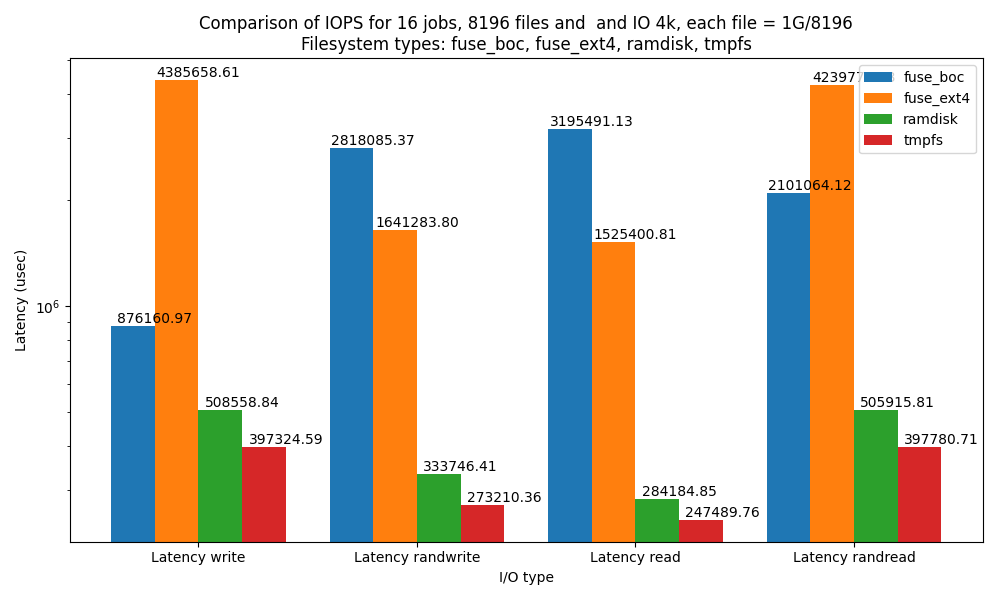 Comparison of IOPS for 16 jobs, 8196 files and  and IO 4k, each file = 1G/8196
Filesystem types: fuse_boc, fuse_ext4, ramdisk, tmpfs
fuse_boc
fuse_ext4
ramdisk
tmpfs
4385658.61
3195491.13
2818085.37
2101064.12
1641283.80
1525400.81
876160.97
508558.84
505915.81
397324.59
397780.71
333746.41
284184.85
273210.36
247489.76
10^6
Latency (usec)
Latency write
Latency randwrite
Latency read
Latency randread
I/O type